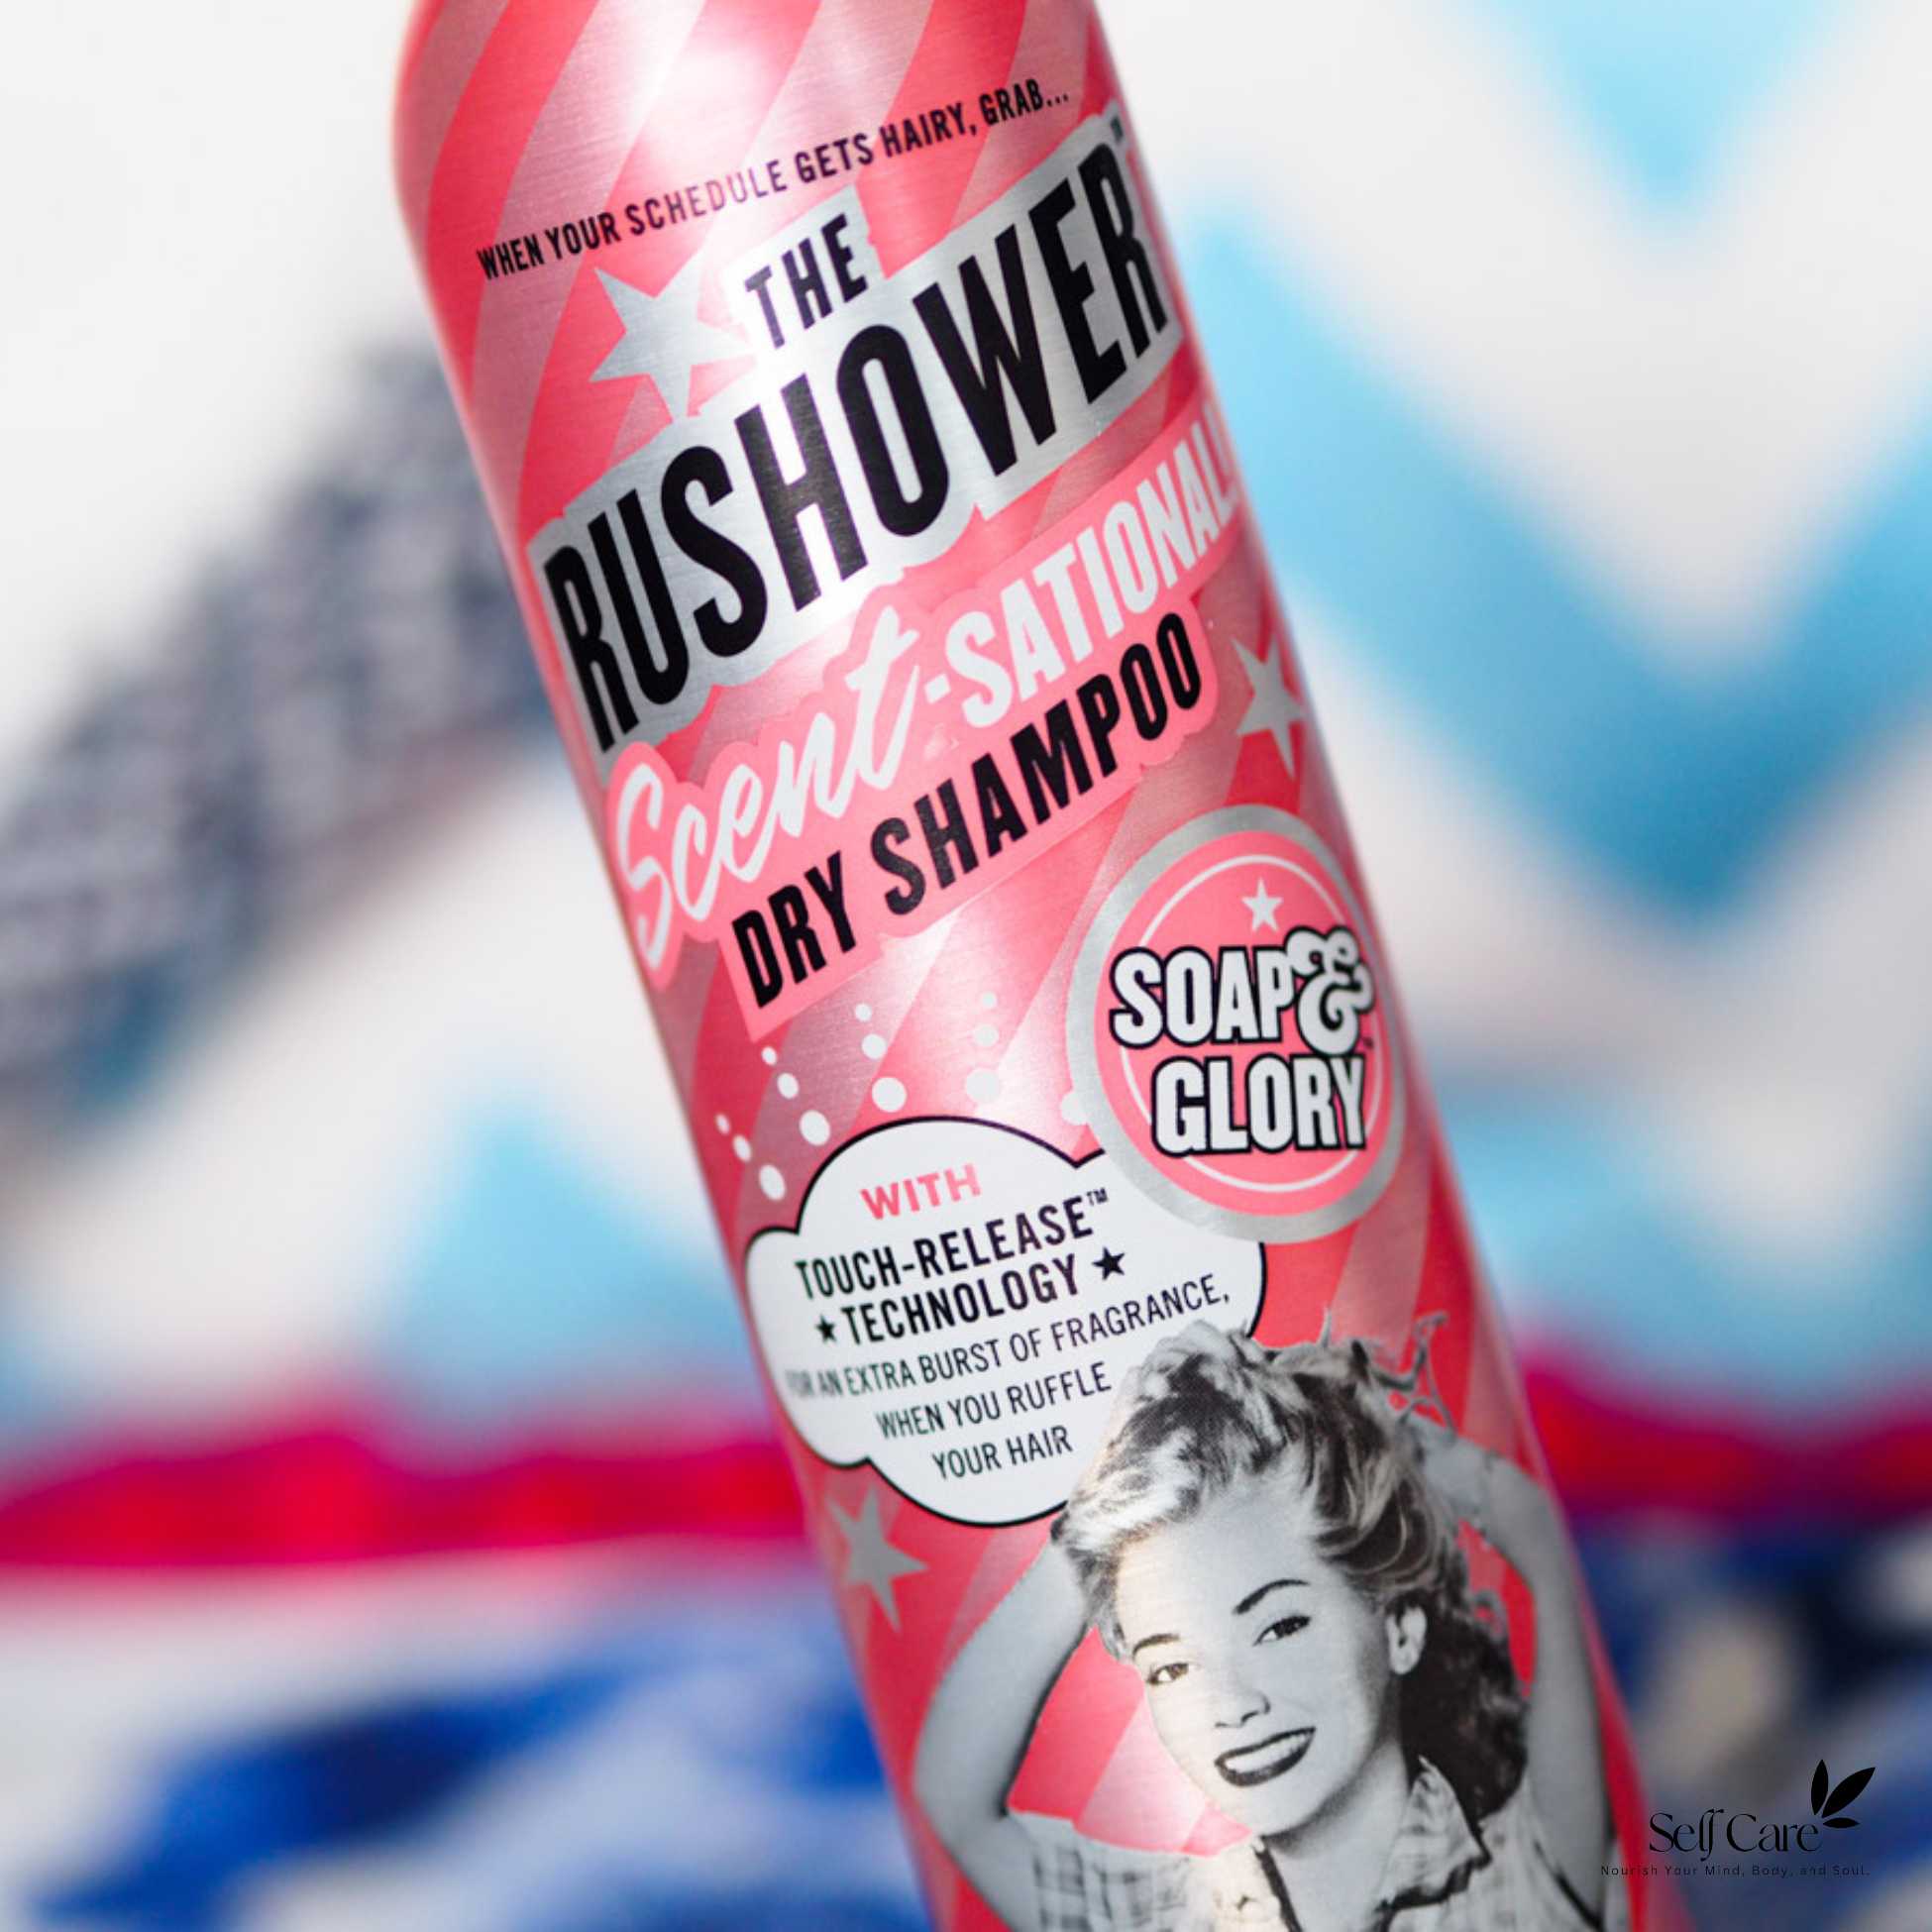 WHEN YOUR SCHEDULE GETS HAIRY, GRAB...
THE
RUSHOWER
Scent-SATIONAL
DRY SHAMPOO
SOAP&
GLORY™
WITH
TOUCH-RELEASE™
★ TECHNOLOGY ★
FOR AN EXTRA BURST OF FRAGRANCE,
WHEN YOU RUFFLE
YOUR HAIR
Self Care
Nourish Your Mind, Body, and Soul.